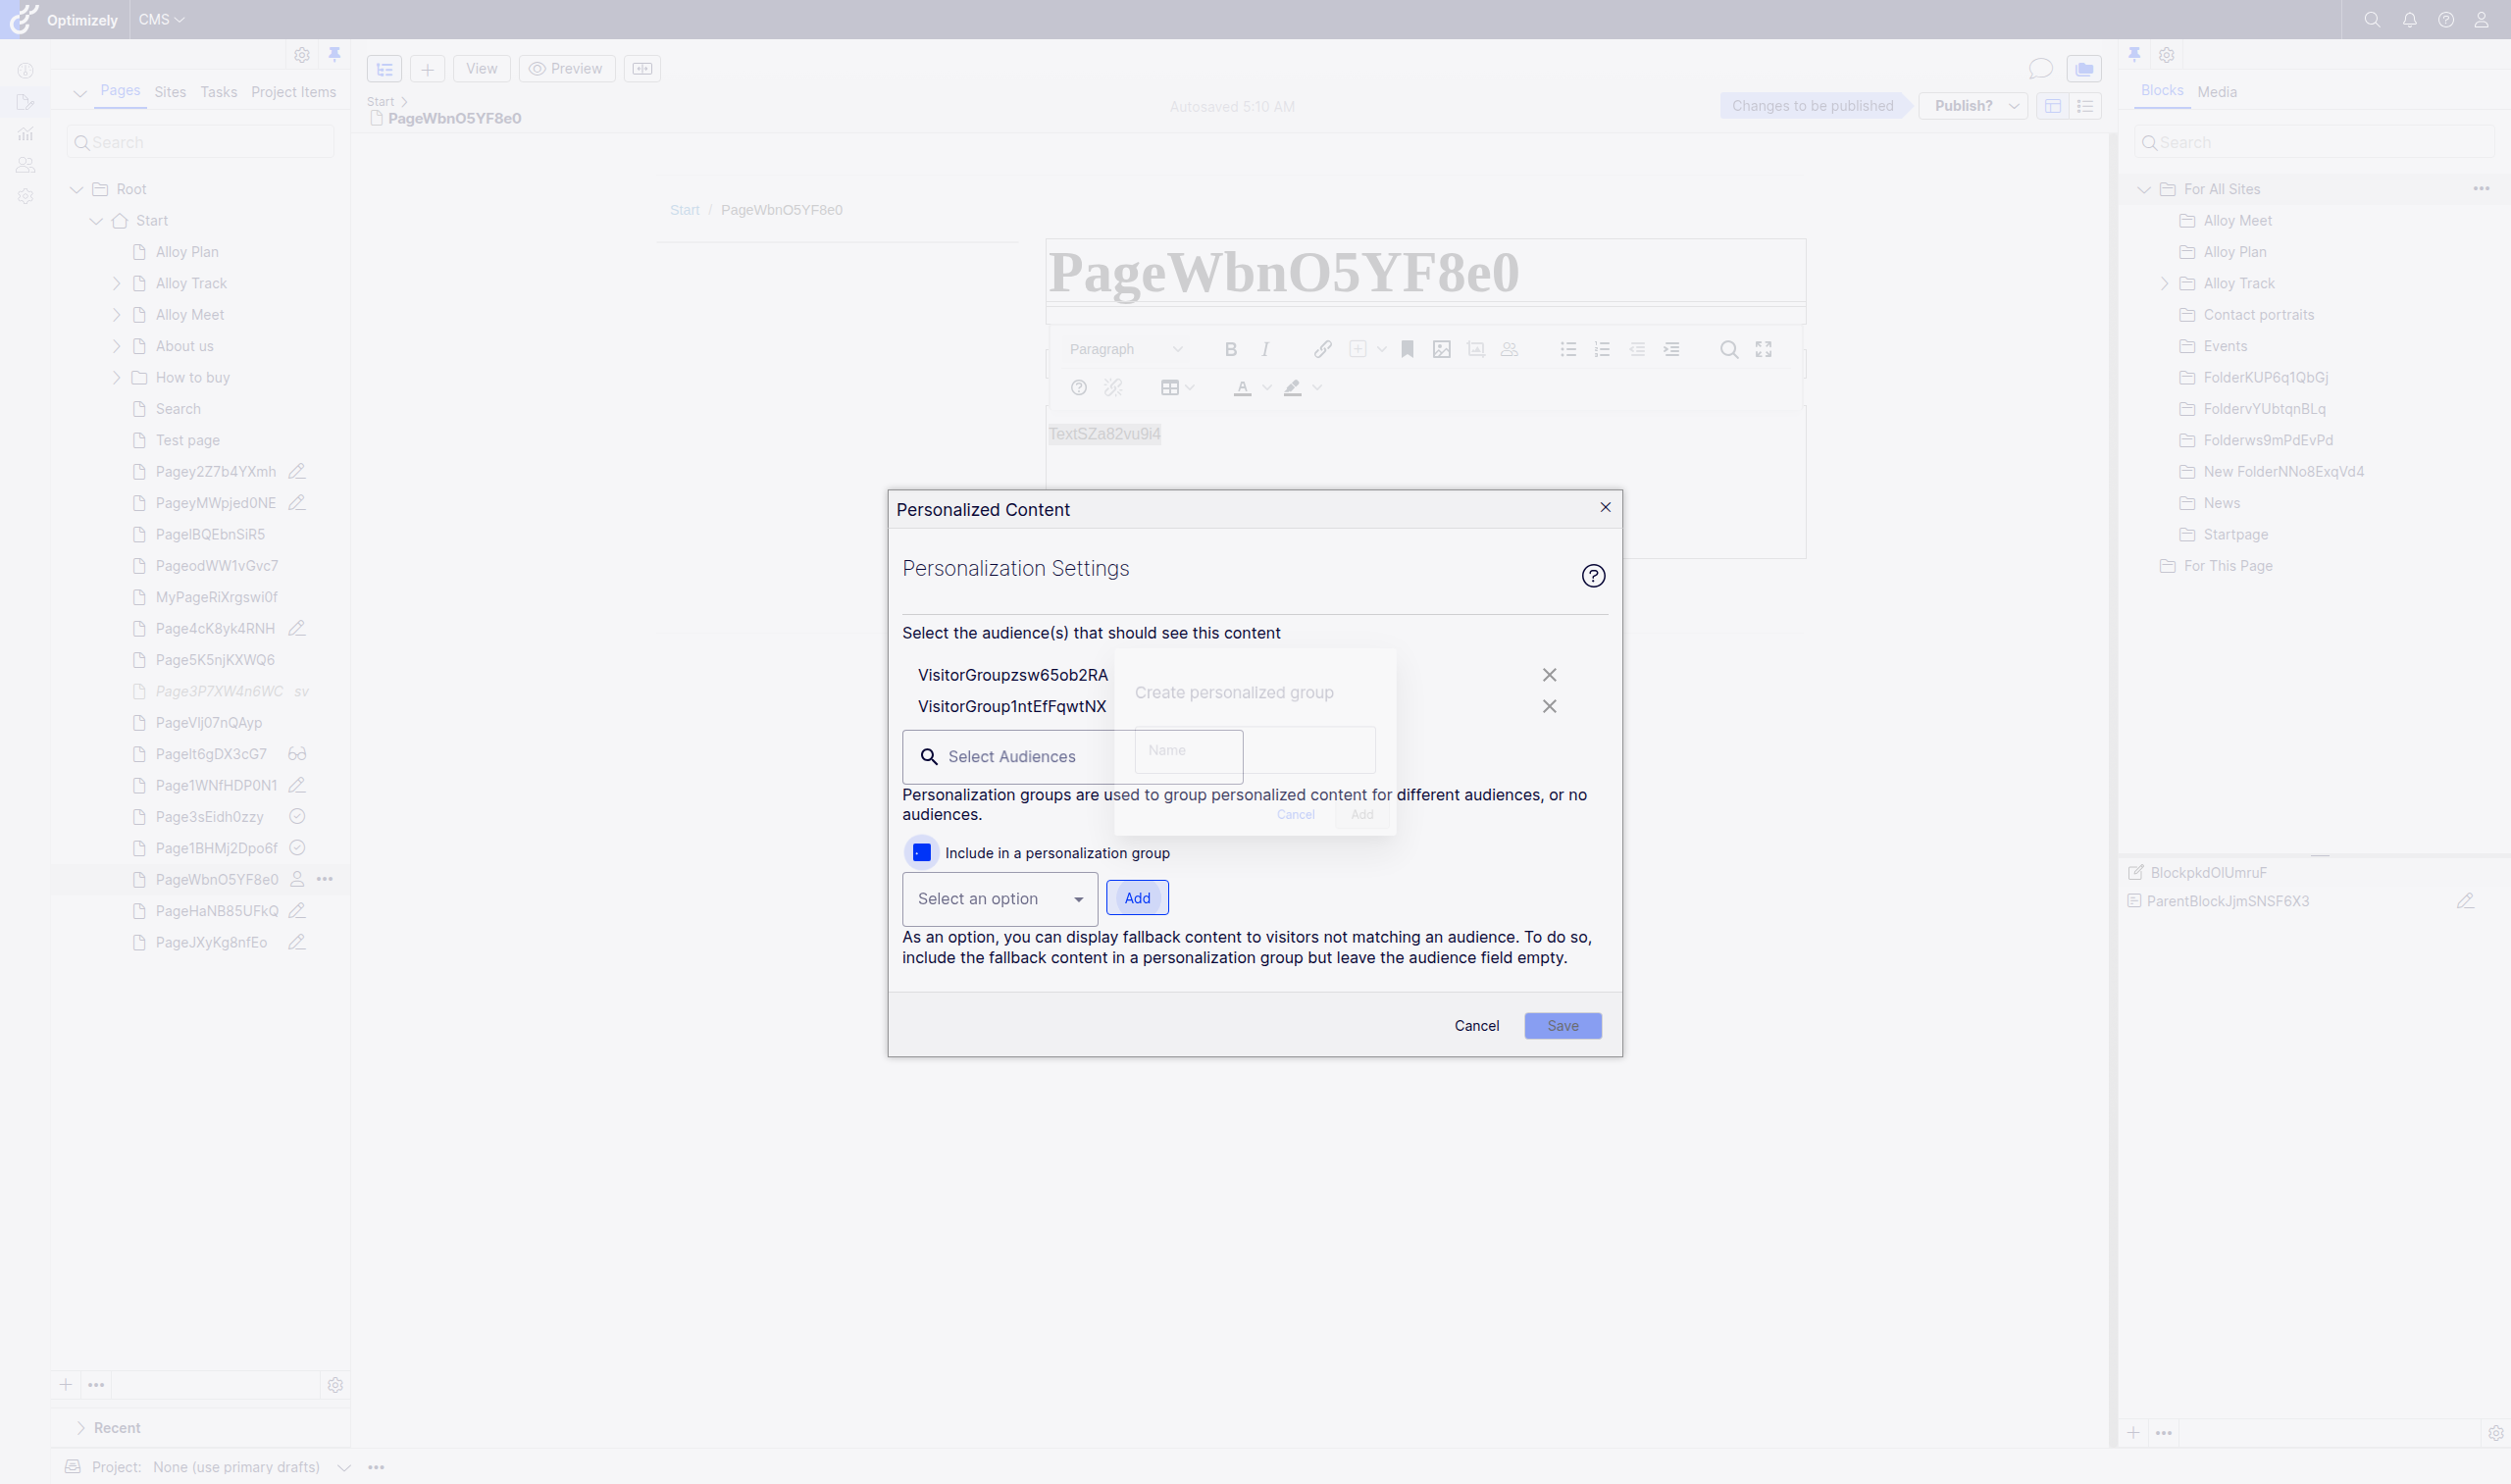 Optimizely CMS
Pages Sites Tasks Project Items
Search
Root
Start
Alloy Plan
Alloy Track
Alloy Meet
About us
How to buy
Search
Test page
Pagey2Z7b4YXmh
PageyMWpjed0NE
PageIBQEbnSiR5
PageodWW1vGvc7
MyPageRiXrgswi0f
Page4cK8yk4RNH
Page5K5njKXWQ6
Page3P7XW4n6WC sv
PageVIj07nQAyp
PageIt6gDX3cG7
Page1WNfHDP0N1
Page3sEidh0zzy
Page1BHMj2Dpo6f
PageWbnO5YF8e0
PageHaNB85UFkQ
PageJXyKg8nfEo
Recent
Project: None (use primary drafts)
View Preview
Start
PageWbnO5YF8e0
Autosaved 5:10 AM
Changes to be published Publish?
Start / PageWbnO5YF8e0
PageWbnO5YF8e0
Paragraph
TextSZa82vu9i4
Personalized Content
Personalization Settings
Select the audience(s) that should see this content
VisitorGroupzsw65ob2RA
VisitorGroup1ntEfFqwtNX
Select Audiences
Create personalized group
Name
Cancel Add
Personalization groups are used to group personalized content for different audiences, or no
audiences.
Include in a personalization group
Select an option Add
As an option, you can display fallback content to visitors not matching an audience. To do so,
include the fallback content in a personalization group but leave the audience field empty.
Cancel Save
Blocks Media
Search
For All Sites
Alloy Meet
Alloy Plan
Alloy Track
Contact portraits
Events
FolderKUP6q1QbGj
FoldervYUbtqnBLq
Folderws9mPdEvPd
New FolderNNo8ExqVd4
News
Startpage
For This Page
BlockpkdOlUmruF
ParentBlockJjmSNSF6X3